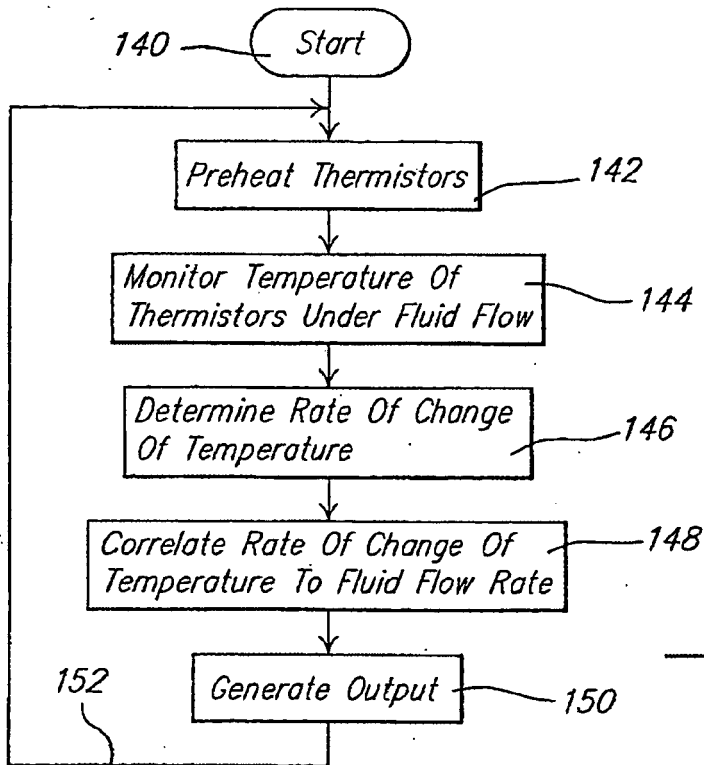 140
Start
Preheat Thermistors
142
Monitor Temperature Of
Thermistors Under Fluid Flow
144
Determine Rate Of Change
Of Temperature
146
Correlate Rate Of Change Of
Temperature To Fluid Flow Rate
148
Generate Output
150
152